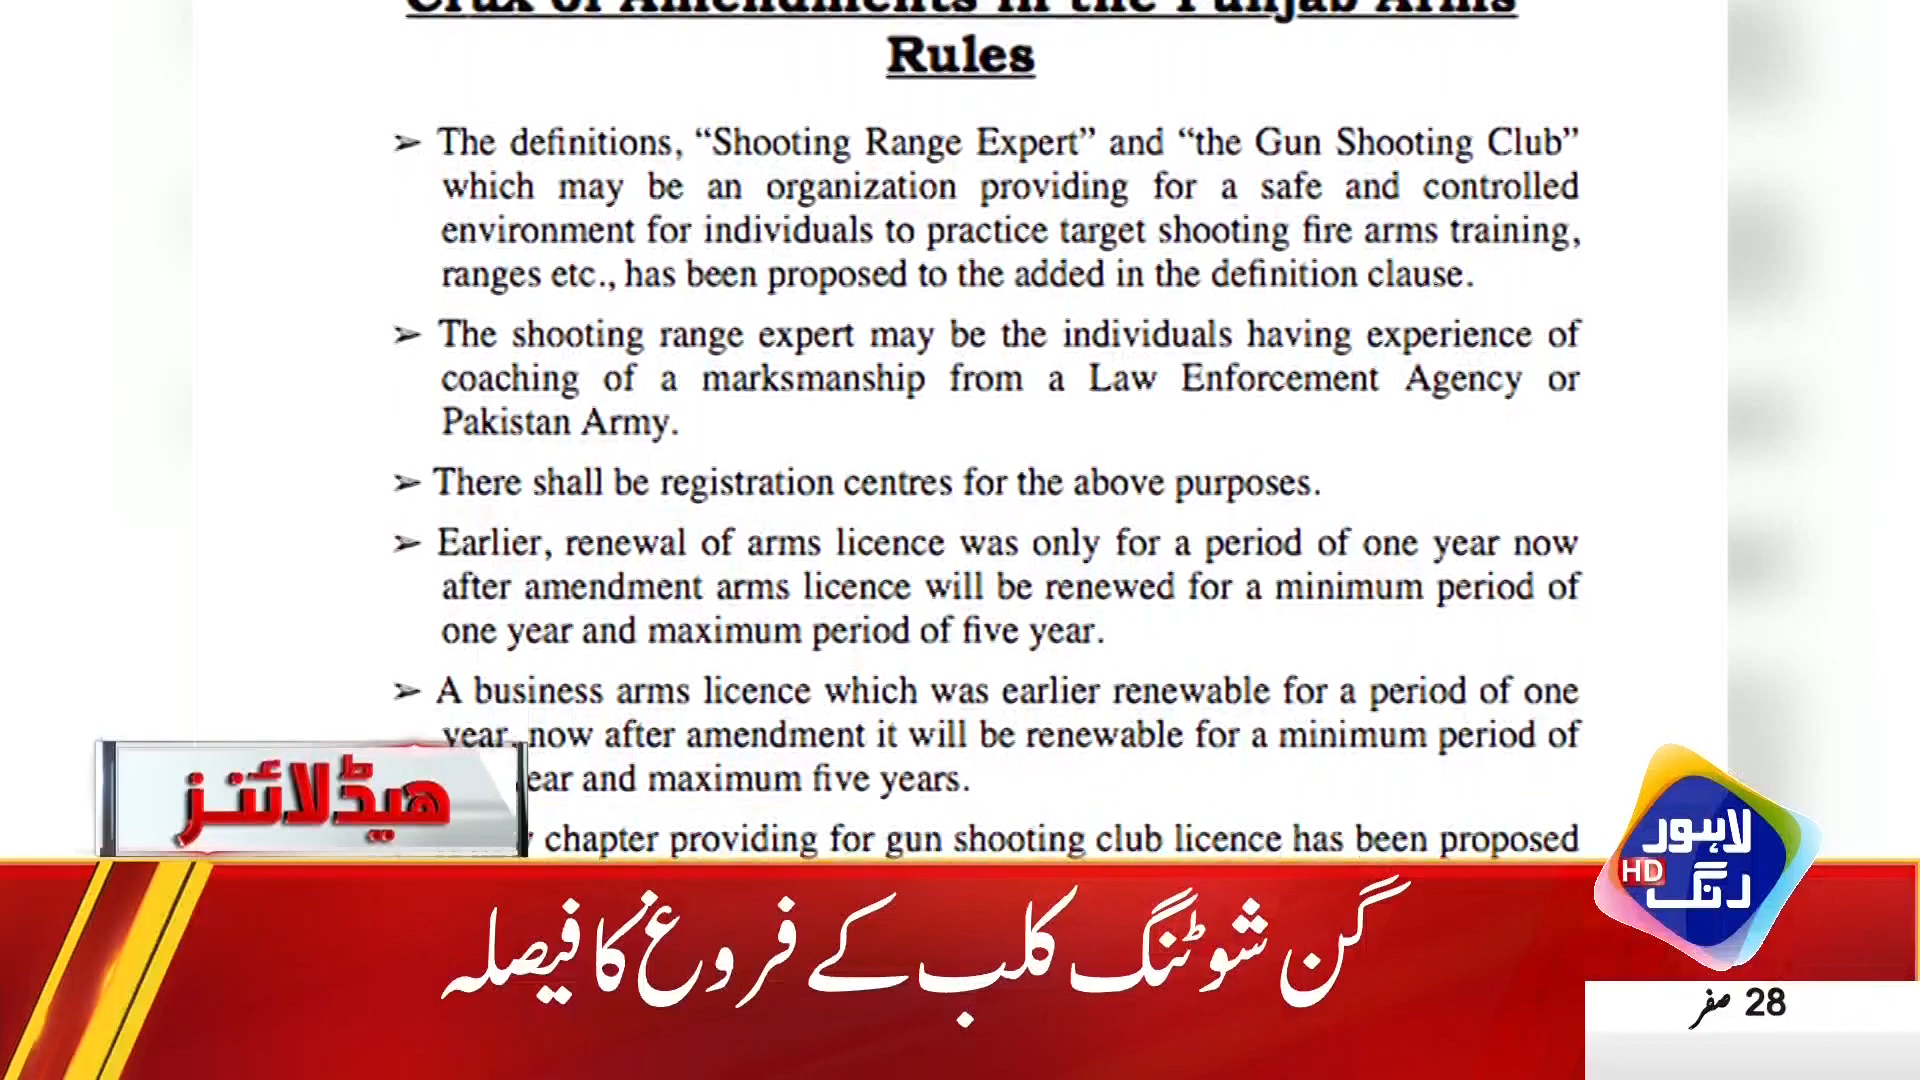 Crux of Amendments in the Punjab Arms
Rules
➢ The definitions, “Shooting Range Expert” and “the Gun Shooting Club”
which may be an organization providing for a safe and controlled
environment for individuals to practice target shooting fire arms training,
ranges etc., has been proposed to the added in the definition clause.
➢ The shooting range expert may be the individuals having experience of
coaching of a marksmanship from a Law Enforcement Agency or
Pakistan Army.
➢ There shall be registration centres for the above purposes.
➢ Earlier, renewal of arms licence was only for a period of one year now
after amendment arms licence will be renewed for a minimum period of
one year and maximum period of five year.
➢ A business arms licence which was earlier renewable for a period of one
year, now after amendment it will be renewable for a minimum period of
ear and maximum five years.
chapter providing for gun shooting club licence has been proposed
ہیڈلائنز
لاہور
HD رنگ
گن شوٹنگ کلب کے فروغ کا فیصلہ
28 صفر